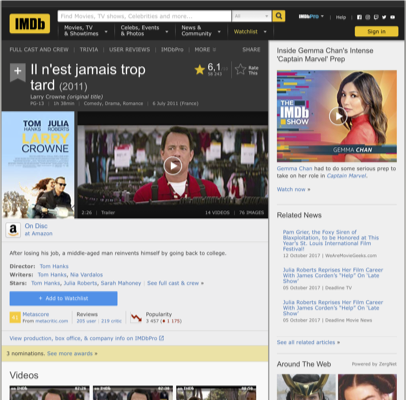 IMDb
Find Movies, TV shows, Celebrities and more...
All
IMDbPro
Help
Movies, TV & Showtimes
Celebs, Events & Photos
News & Community
Watchlist
Sign in
FULL CAST AND CREW | TRIVIA | USER REVIEWS | IMDbPro | MORE
SHARE
Il n'est jamais trop tard (2011)
Larry Crowne (original title)
PG-13 | 1h 38min | Comedy, Drama, Romance | 6 July 2011 (France)
6,1
Rate This
TOM HANKS
JULIA ROBERTS
LARRY CROWNE
2:26 | Trailer
14 VIDEOS | 76 IMAGES
On Disc
at Amazon
After losing his job, a middle-aged man reinvents himself by going back to college.
Director: Tom Hanks
Writers: Tom Hanks, Nia Vardalos
Stars: Tom Hanks, Julia Roberts, Sarah Mahoney | See full cast & crew »
+ Add to Watchlist
41
Metascore
From metacritic.com
Reviews
205 user | 219 critic
Popularity
3 457
View production, box office, & company info on IMDbPro
3 nominations. See more awards »
Videos
Inside Gemma Chan's Intense
'Captain Marvel' Prep
THE
IMDb
SHOW
GEMMA CHAN
Gemma Chan had to do some serious prep
to take on her role in Captain Marvel.
Watch now »
Related News
Pam Grier, the Foxy Siren of
Blaxploitation, to be Honored at This
Year's St. Louis International Film
Festival!
12 October 2017 | WeAreMovieGeeks.com
Julia Roberts Reprises Her Film Career
With James Corden's "Help" On 'Late
Show'
05 October 2017 | Deadline TV
Julia Roberts Reprises Her Film Career
With James Corden's "Help" On 'Late
Show'
05 October 2017 | Deadline Movie News
See all related articles »
Around The Web
Powered by ZergNet